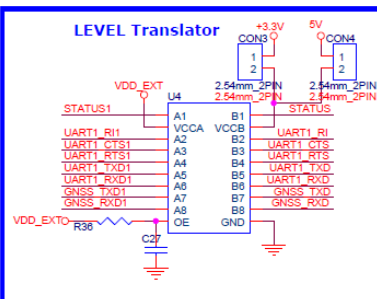 LEVEL Translator
+3.3V 5V
CON3 CON4
1 1
2 2
VDD_EXT U4 2.54mm_2PIN 2.54mm_2PIN
2.54mm_2PIN 2.54mm_2PIN
STATUS1 A1 B1 STATUS
VCCA VCCB
UART1_RI1 A2 B2 UART1_RI
UART1_CTS1 A3 B3 UART1_CTS
UART1_RTS1 A4 B4 UART1_RTS
UART1_TXD1 A5 B5 UART1_TXD
UART1_RXD1 A6 B6 UART1_RXD
GNSS_TXD1 A7 B7 GNSS_TXD
GNSS_RXD1 A8 B8 GNSS_RXD
VDD_EXT OE GND
R36
C27